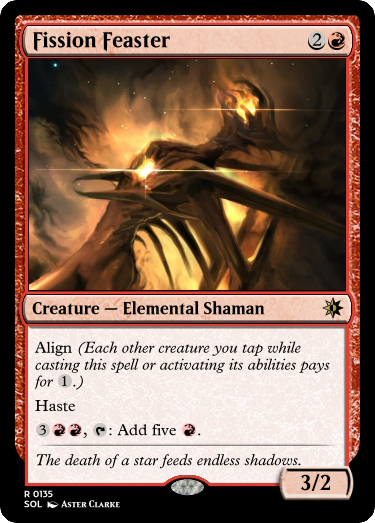 Fission Feaster 2
Creature — Elemental Shaman
Align (Each other creature you tap while
casting this spell or activating its abilities pays
for 1.)
Haste
3, : Add five .
The death of a star feeds endless shadows.
3/2
R 0135
SOL Aster Clarke